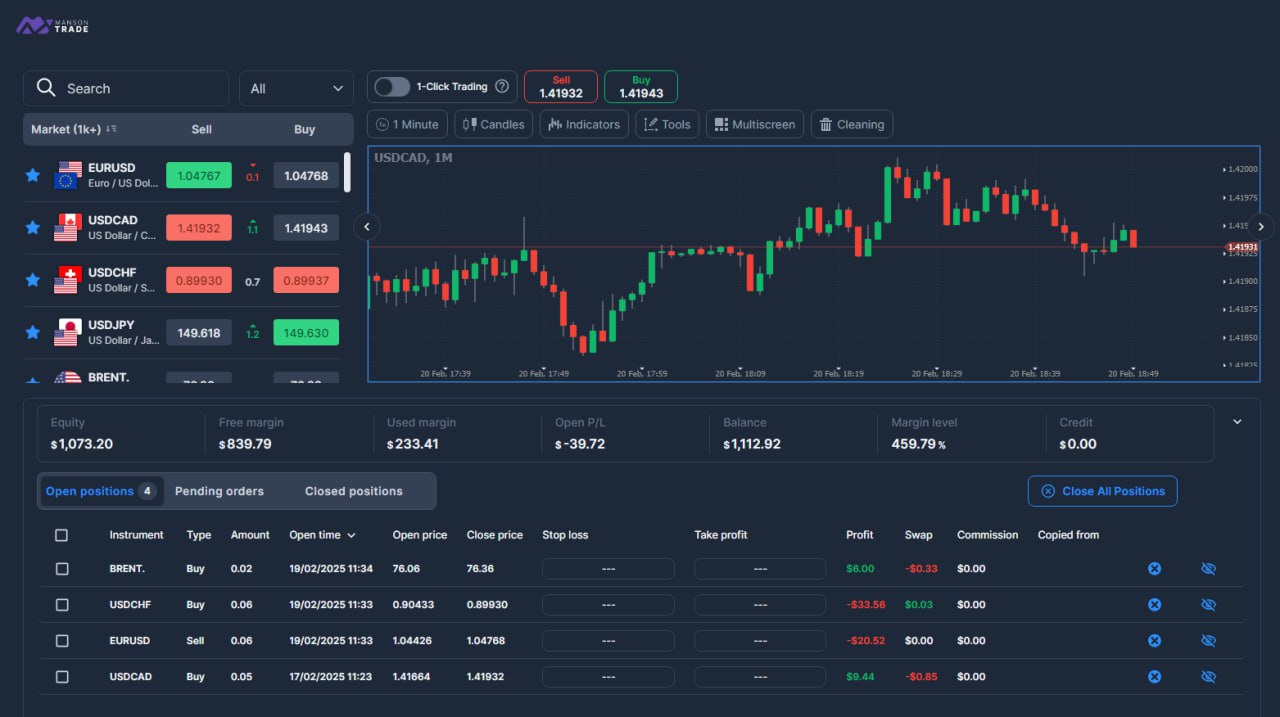 MANSON
TRADE
Search
All
1-Click Trading
Sell
1.41932
Buy
1.41943
Market (1k+) Sell Buy
1 Minute Candles Indicators Tools Multiscreen Cleaning
EURUSD
Euro / US Dol...
1.04767 0.1 1.04768
USDCAD
US Dollar / C...
1.41932 1.1 1.41943
USDCHF
US Dollar / S...
0.89930 0.7 0.89937
USDJPY
US Dollar / Ja...
149.618 1.2 149.630
BRENT.
USDCAD, 1M
1.42000
1.41975
1.41931
1.41925
1.41900
1.41875
1.41850
1.41825
20 Feb, 17:39 20 Feb, 17:49 20 Feb, 17:59 20 Feb, 18:09 20 Feb, 18:19 20 Feb, 18:29 20 Feb, 18:39 20 Feb, 18:49
Equity Free margin Used margin Open P/L Balance Margin level Credit
$1,073.20 $839.79 $233.41 $-39.72 $1,112.92 459.79% $0.00
Open positions 4 Pending orders Closed positions
Close All Positions
Instrument Type Amount Open time Open price Close price Stop loss Take profit Profit Swap Commission Copied from
BRENT. Buy 0.02 19/02/2025 11:34 76.06 76.36 --- --- $6.00 -$0.33 $0.00
USDCHF Buy 0.06 19/02/2025 11:33 0.90433 0.89930 --- --- -$33.56 $0.03 $0.00
EURUSD Sell 0.06 19/02/2025 11:33 1.04426 1.04768 --- --- -$20.52 $0.00 $0.00
USDCAD Buy 0.05 17/02/2025 11:23 1.41664 1.41932 --- --- $9.44 -$0.85 $0.00